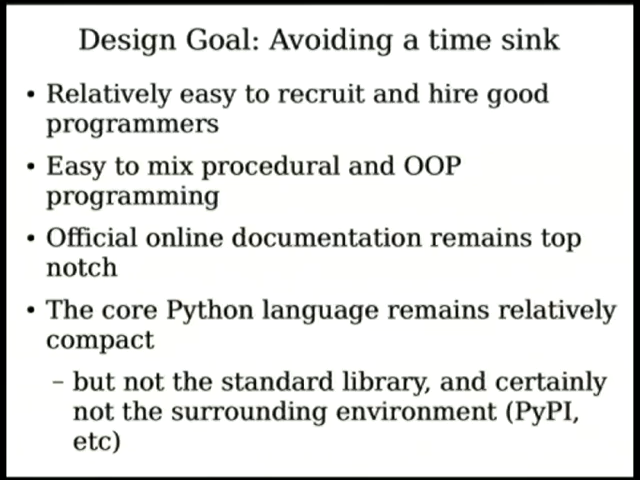 Design Goal: Avoiding a time sink
• Relatively easy to recruit and hire good
programmers
• Easy to mix procedural and OOP
programming
• Official online documentation remains top
notch
• The core Python language remains relatively
compact
– but not the standard library, and certainly
not the surrounding environment (PyPI,
etc)